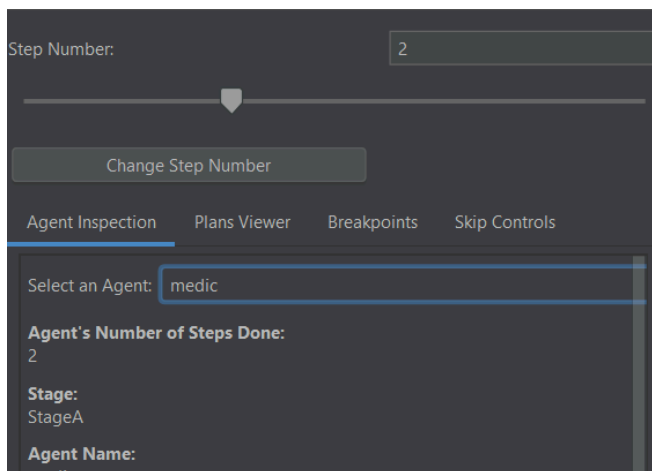 Step Number: 2
Change Step Number
Agent Inspection Plans Viewer Breakpoints Skip Controls
Select an Agent: medic
Agent's Number of Steps Done:
2
Stage:
StageA
Agent Name: